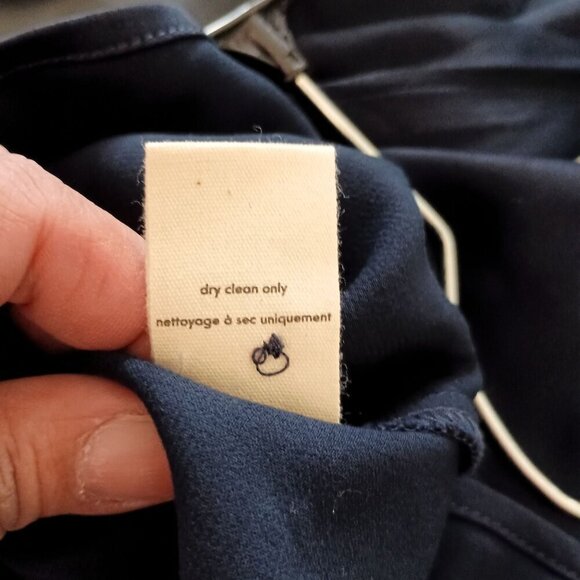 dry clean only
nettoyage à sec uniquement